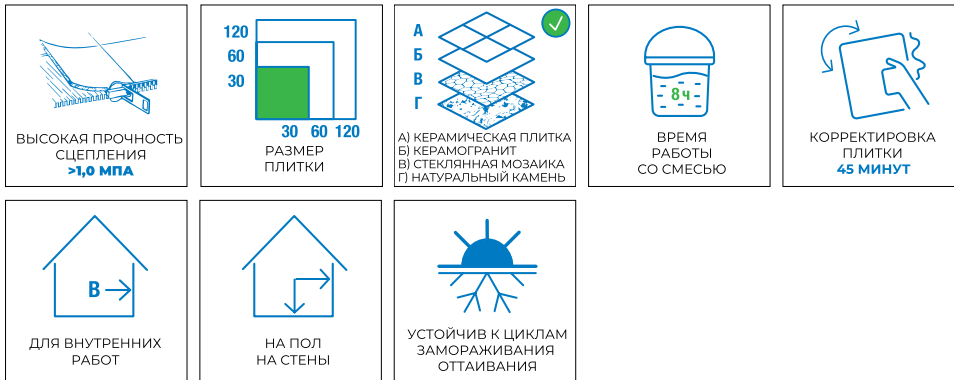 ВЫСОКАЯ ПРОЧНОСТЬ
СЦЕПЛЕНИЯ
>1,0 МПА
120
60
30
30 60 120
РАЗМЕР
ПЛИТКИ
А
Б
В
Г
А) КЕРАМИЧЕСКАЯ ПЛИТКА
Б) КЕРАМОГРАНИТ
В) СТЕКЛЯННАЯ МОЗАИКА
Г) НАТУРАЛЬНЫЙ КАМЕНЬ
8 ч
ВРЕМЯ
РАБОТЫ
СО СМЕСЬЮ
КОРРЕКТИРОВКА
ПЛИТКИ
45 МИНУТ
В
ДЛЯ ВНУТРЕННИХ
РАБОТ
НА ПОЛ
НА СТЕНЫ
УСТОЙЧИВ К ЦИКЛАМ
ЗАМОРАЖИВАНИЯ
ОТТАИВАНИЯ